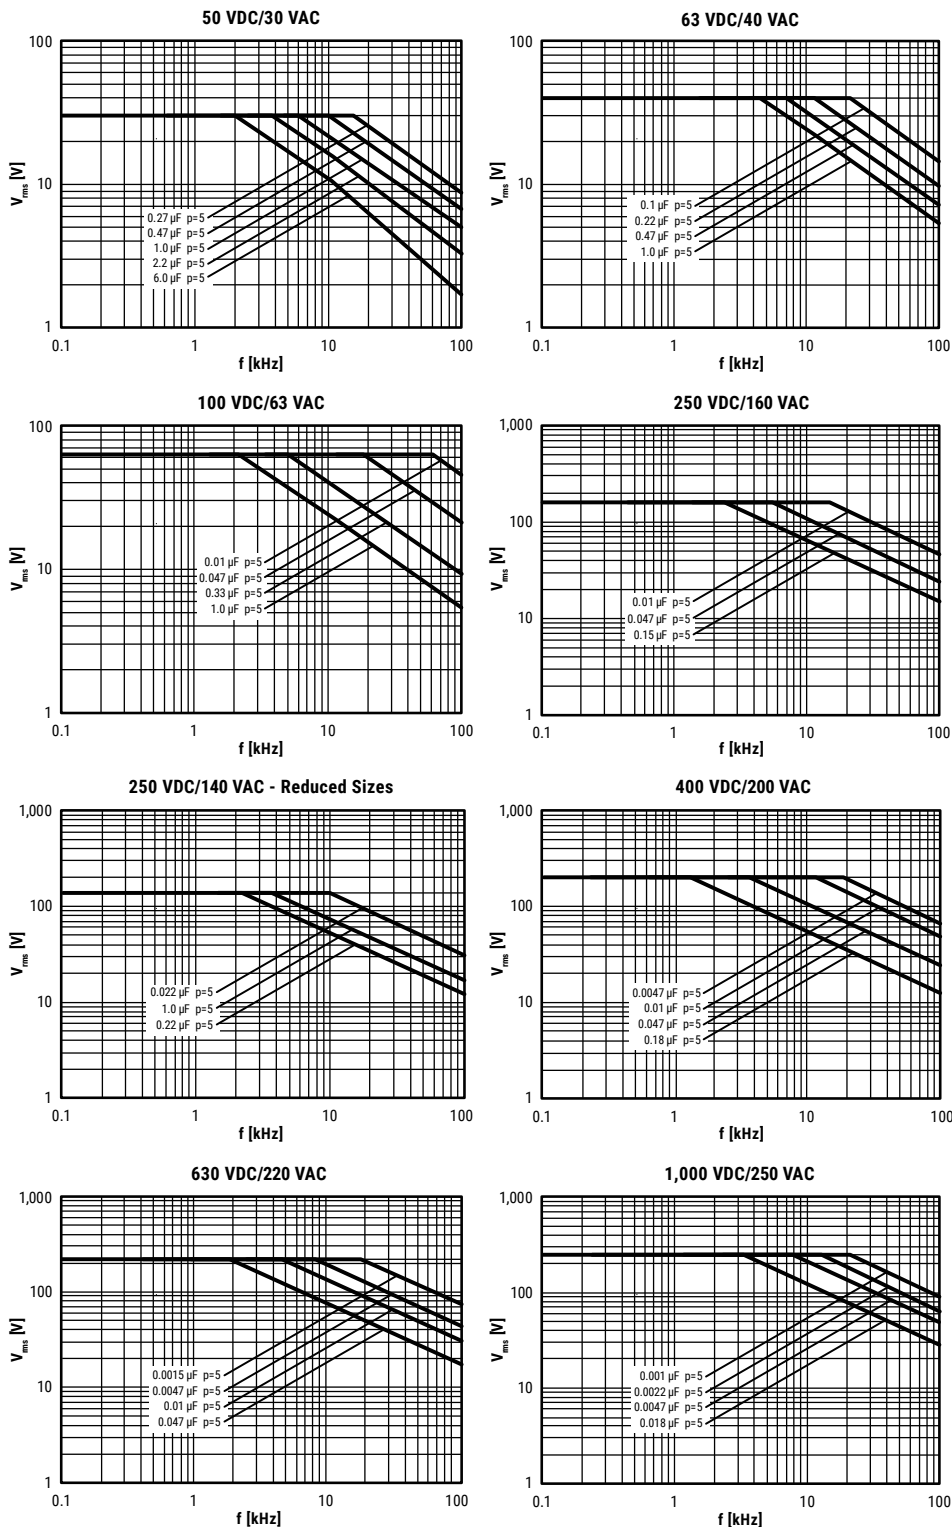 50 VDC/30 VAC
100
10
1
0.1
1
10
100
Vrms [V]
f [kHz]
0.27 µF p=5
0.47 µF p=5
1.0 µF p=5
2.2 µF p=5
6.0 µF p=5
63 VDC/40 VAC
100
10
1
0.1
1
10
100
Vrms [V]
f [kHz]
0.1 µF p=5
0.22 µF p=5
0.47 µF p=5
1.0 µF p=5
100 VDC/63 VAC
100
10
1
0.1
1
10
100
Vrms [V]
f [kHz]
0.01 µF p=5
0.047 µF p=5
0.33 µF p=5
1.0 µF p=5
250 VDC/160 VAC
1,000
100
10
1
0.1
1
10
100
Vrms [V]
f [kHz]
0.01 µF p=5
0.047 µF p=5
0.15 µF p=5
250 VDC/140 VAC - Reduced Sizes
1,000
100
10
1
0.1
1
10
100
Vrms [V]
f [kHz]
0.022 µF p=5
1.0 µF p=5
0.22 µF p=5
400 VDC/200 VAC
1,000
100
10
1
0.1
1
10
100
Vrms [V]
f [kHz]
0.0047 µF p=5
0.01 µF p=5
0.047 µF p=5
0.18 µF p=5
630 VDC/220 VAC
1,000
100
10
1
0.1
1
10
100
Vrms [V]
f [kHz]
0.0015 µF p=5
0.0047 µF p=5
0.01 µF p=5
0.047 µF p=5
1,000 VDC/250 VAC
1,000
100
10
1
0.1
1
10
100
Vrms [V]
f [kHz]
0.001 µF p=5
0.0022 µF p=5
0.0047 µF p=5
0.018 µF p=5